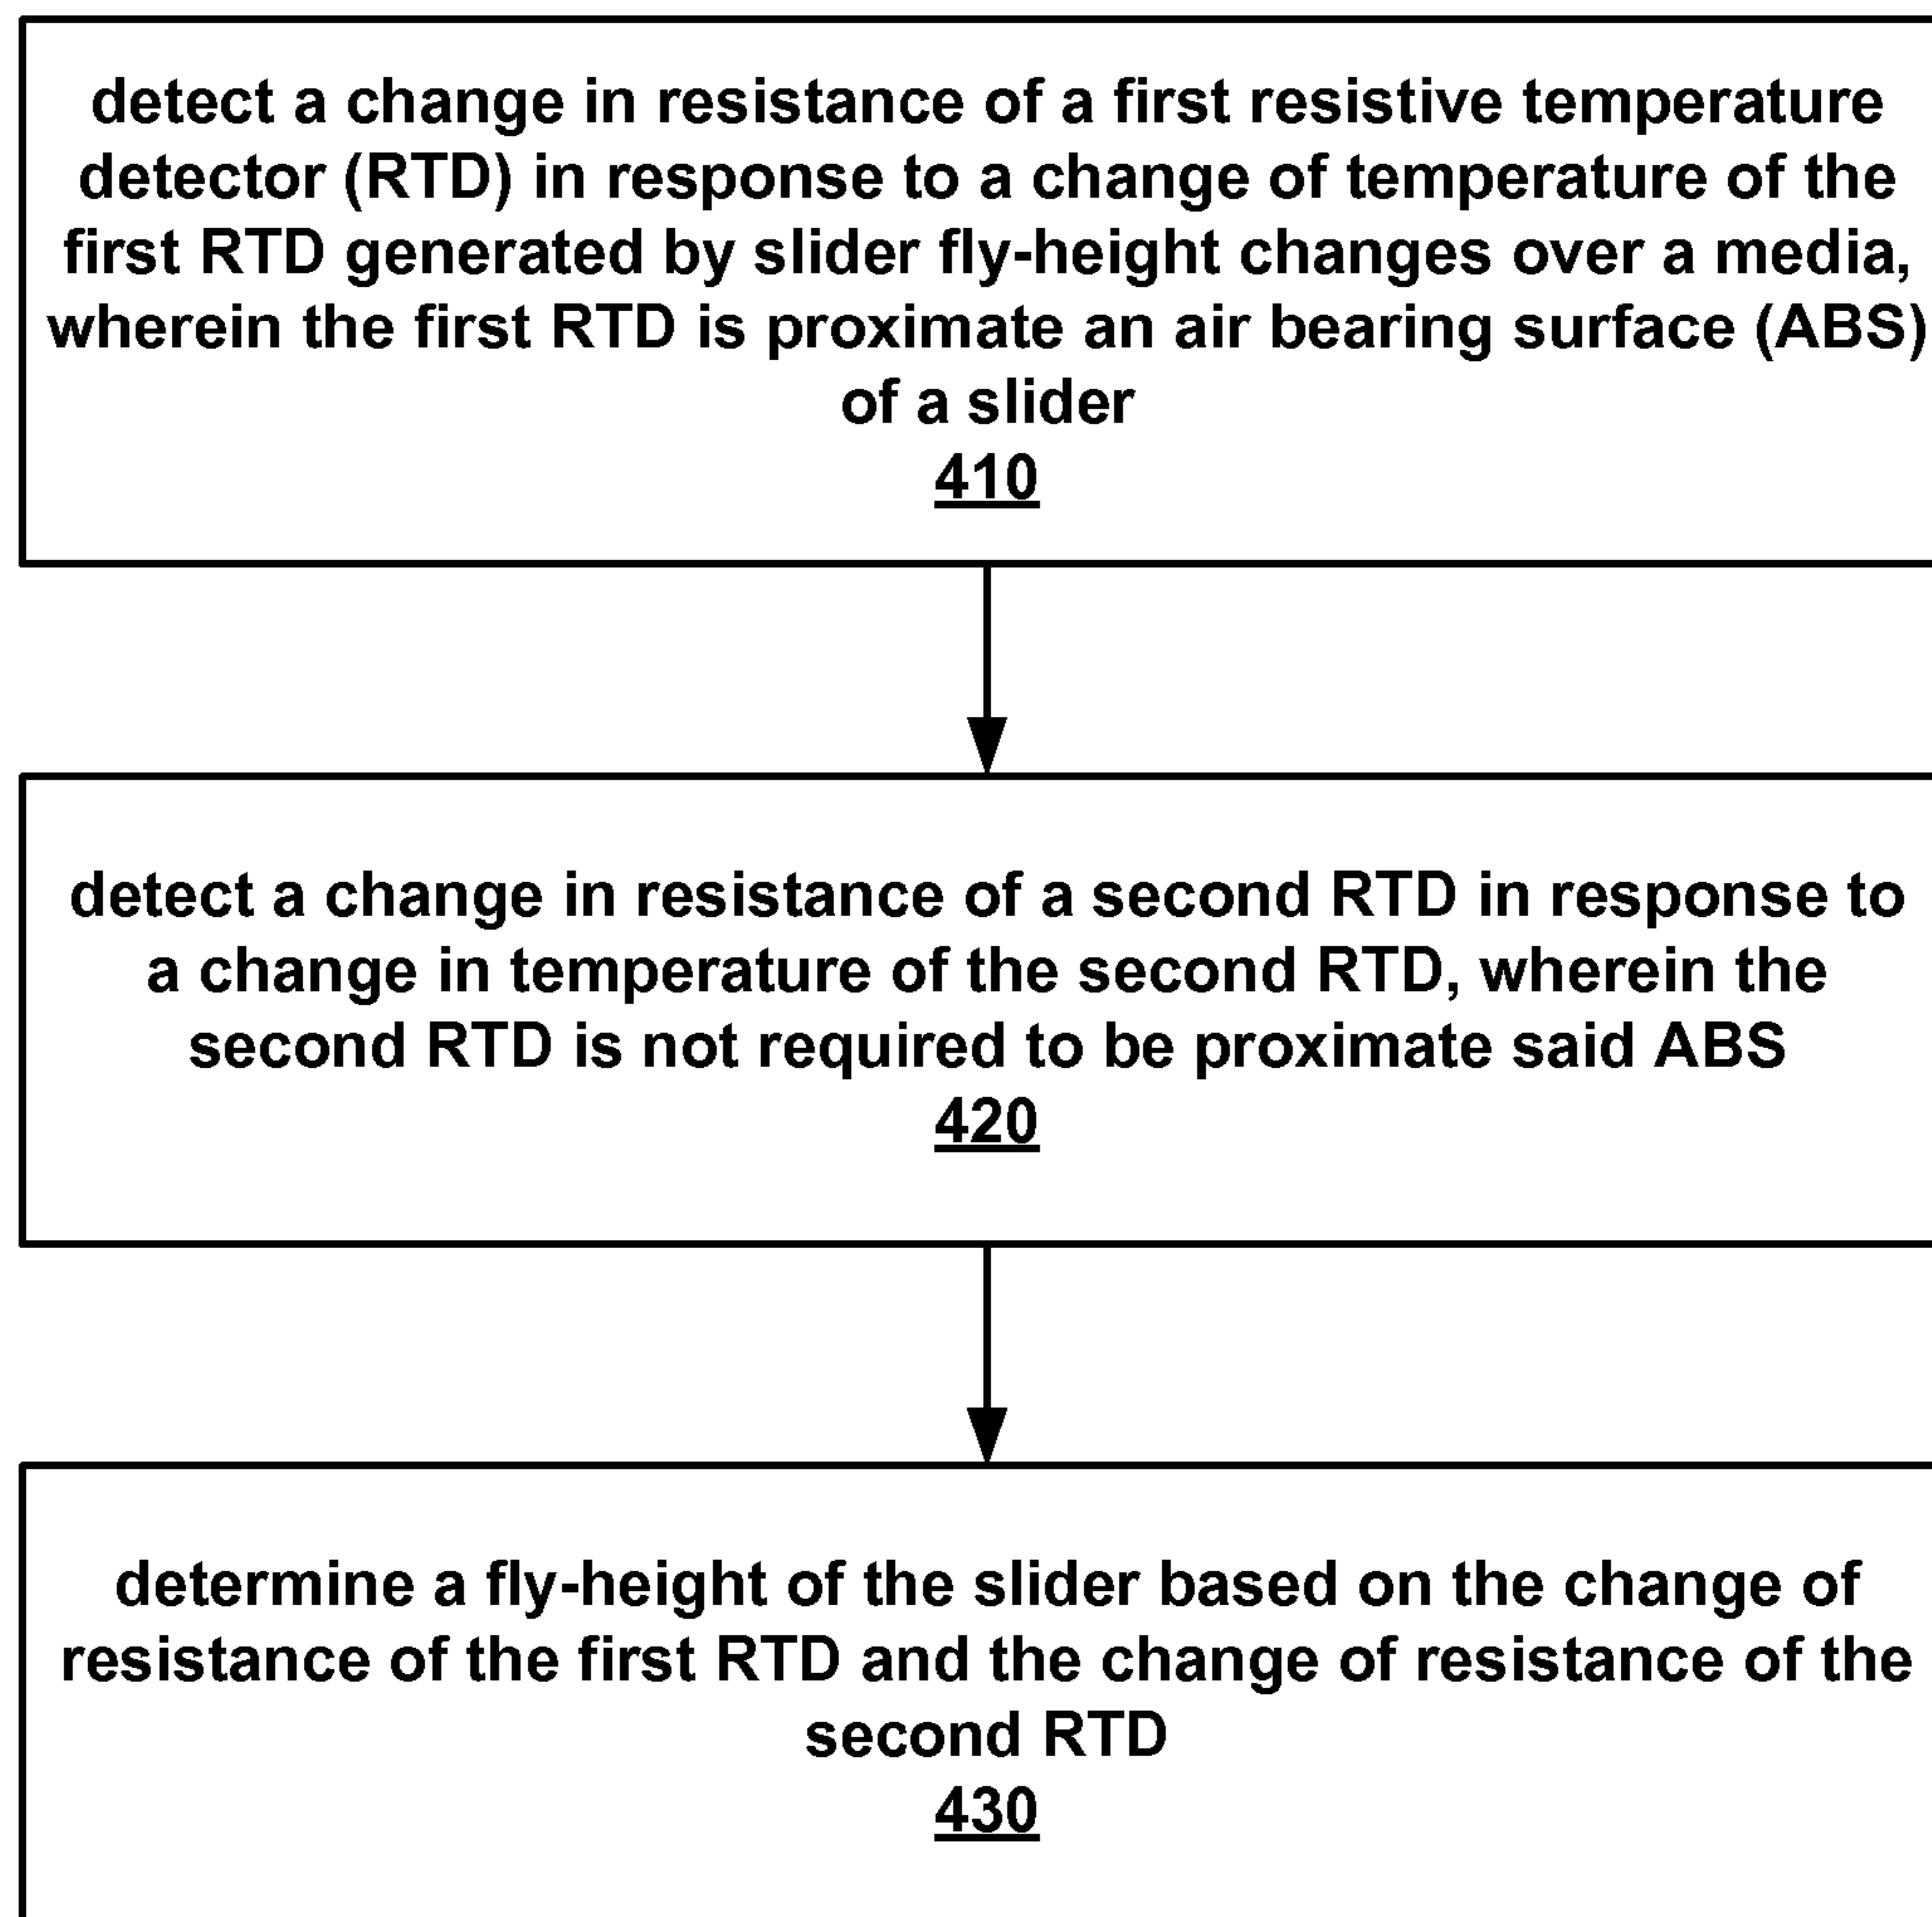 detect a change in resistance of a first resistive temperature
detector (RTD) in response to a change of temperature of the
first RTD generated by slider fly-height changes over a media,
wherein the first RTD is proximate an air bearing surface (ABS)
of a slider
410
detect a change in resistance of a second RTD in response to
a change in temperature of the second RTD, wherein the
second RTD is not required to be proximate said ABS
420
determine a fly-height of the slider based on the change of
resistance of the first RTD and the change of resistance of the
second RTD
430